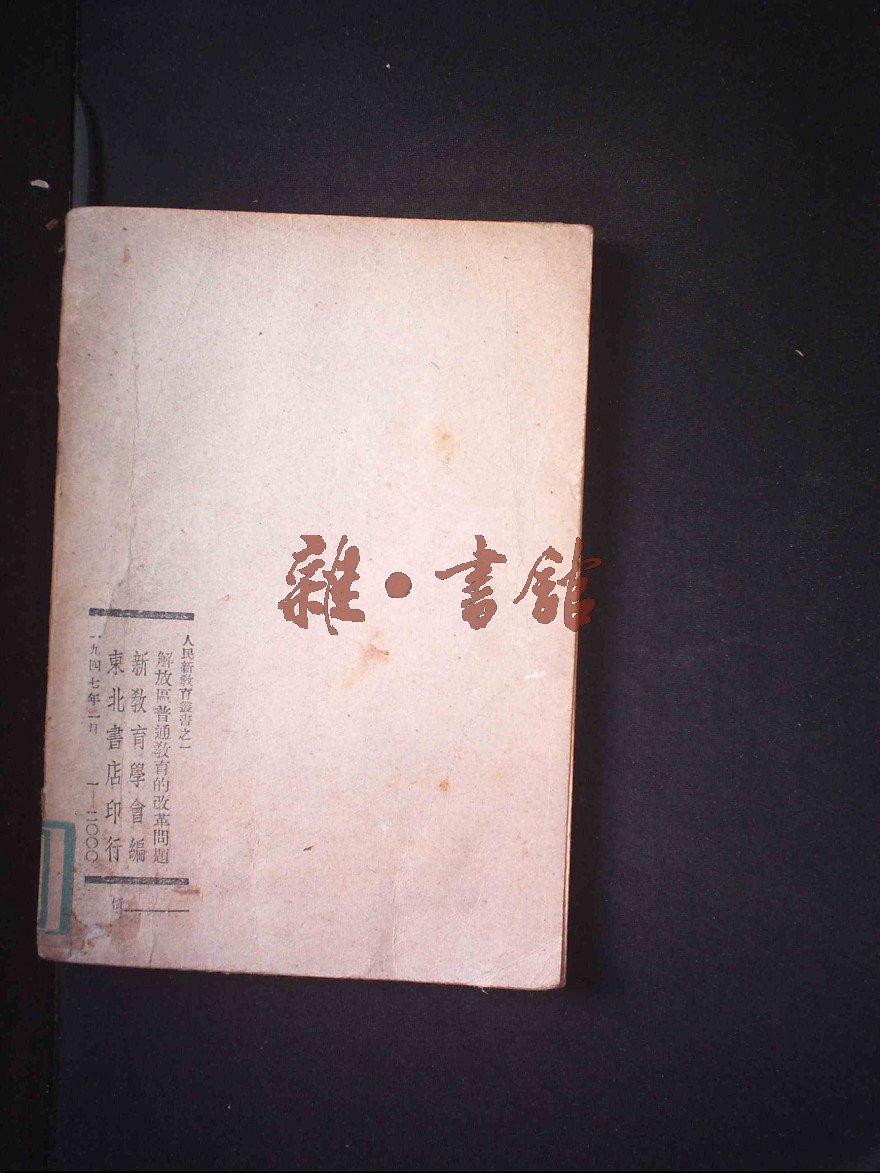 雜·書館
人民新教育叢書之一
解放區普通教育的改革問題
新教育學會編
東北書店印行
一九四七年二月 一—二〇〇〇